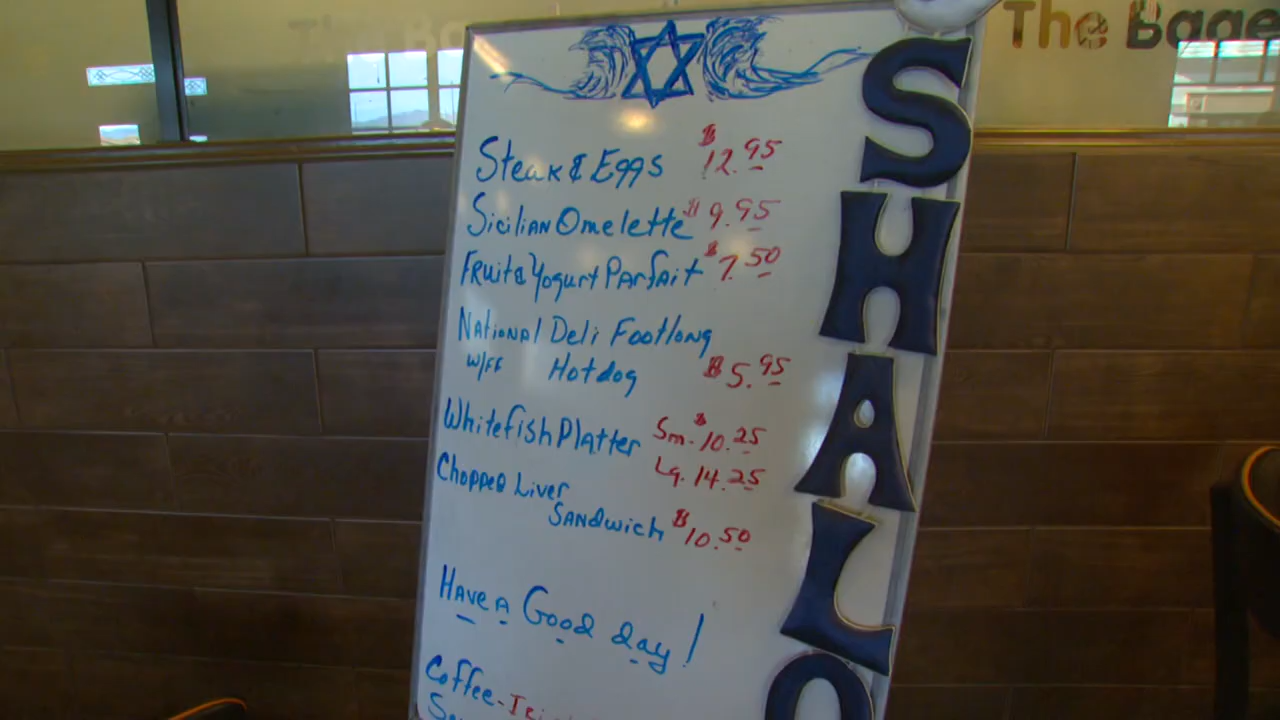 The Bage
SHALO
Steak & Eggs $12.95
Sicilian Omelette $9.95
Fruit & Yogurt Parfait $7.50
National Deli Footlong
w/FF Hotdog $5.95
Whitefish Platter Sm. $10.25
Lg. 14.25
Chopped Liver
Sandwich $10.50
Have a Good day!
Coffee-